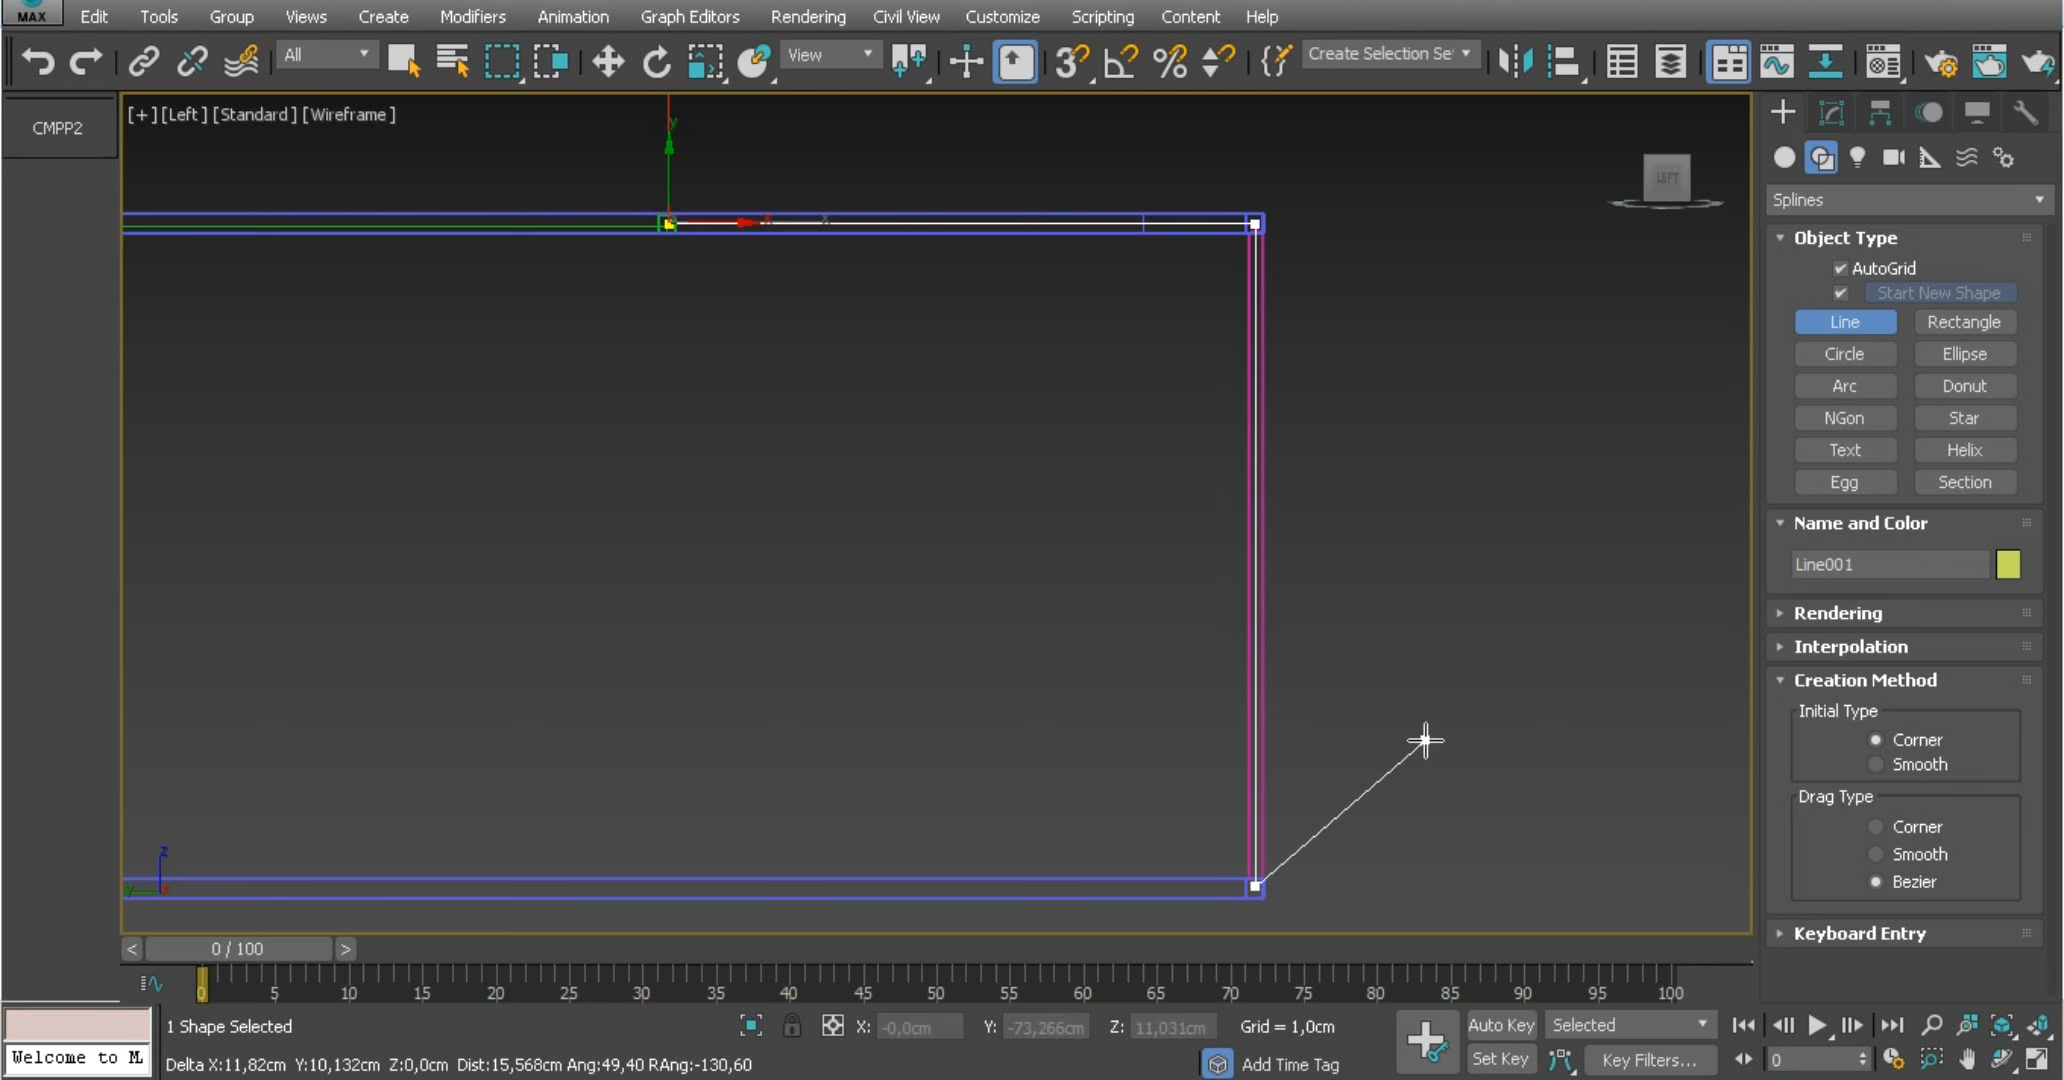 MAX Edit Tools Group Views Create Modifiers Animation Graph Editors Rendering Civil View Customize Scripting Content Help
All View 3 Create Selection Se
CMPP2
[+] [Left] [Standard] [Wireframe]
y
x x
LEFT
z
y x
Splines
Object Type
AutoGrid
Start New Shape
Line Rectangle
Circle Ellipse
Arc Donut
NGon Star
Text Helix
Egg Section
Name and Color
Line001
Rendering
Interpolation
Creation Method
Initial Type
Corner
Smooth
Drag Type
Corner
Smooth
Bezier
Keyboard Entry
< 0 / 100 >
0 5 10 15 20 25 30 35 40 45 50 55 60 65 70 75 80 85 90 95 100
1 Shape Selected X: -0,0cm Y: -73,266cm Z: 11,031cm Grid = 1,0cm Auto Key Selected
Welcome to M Delta X:11,82cm Y:10,132cm Z:0,0cm Dist:15,568cm Ang:49,40 RAng:-130,60 Add Time Tag Set Key Key Filters... 0